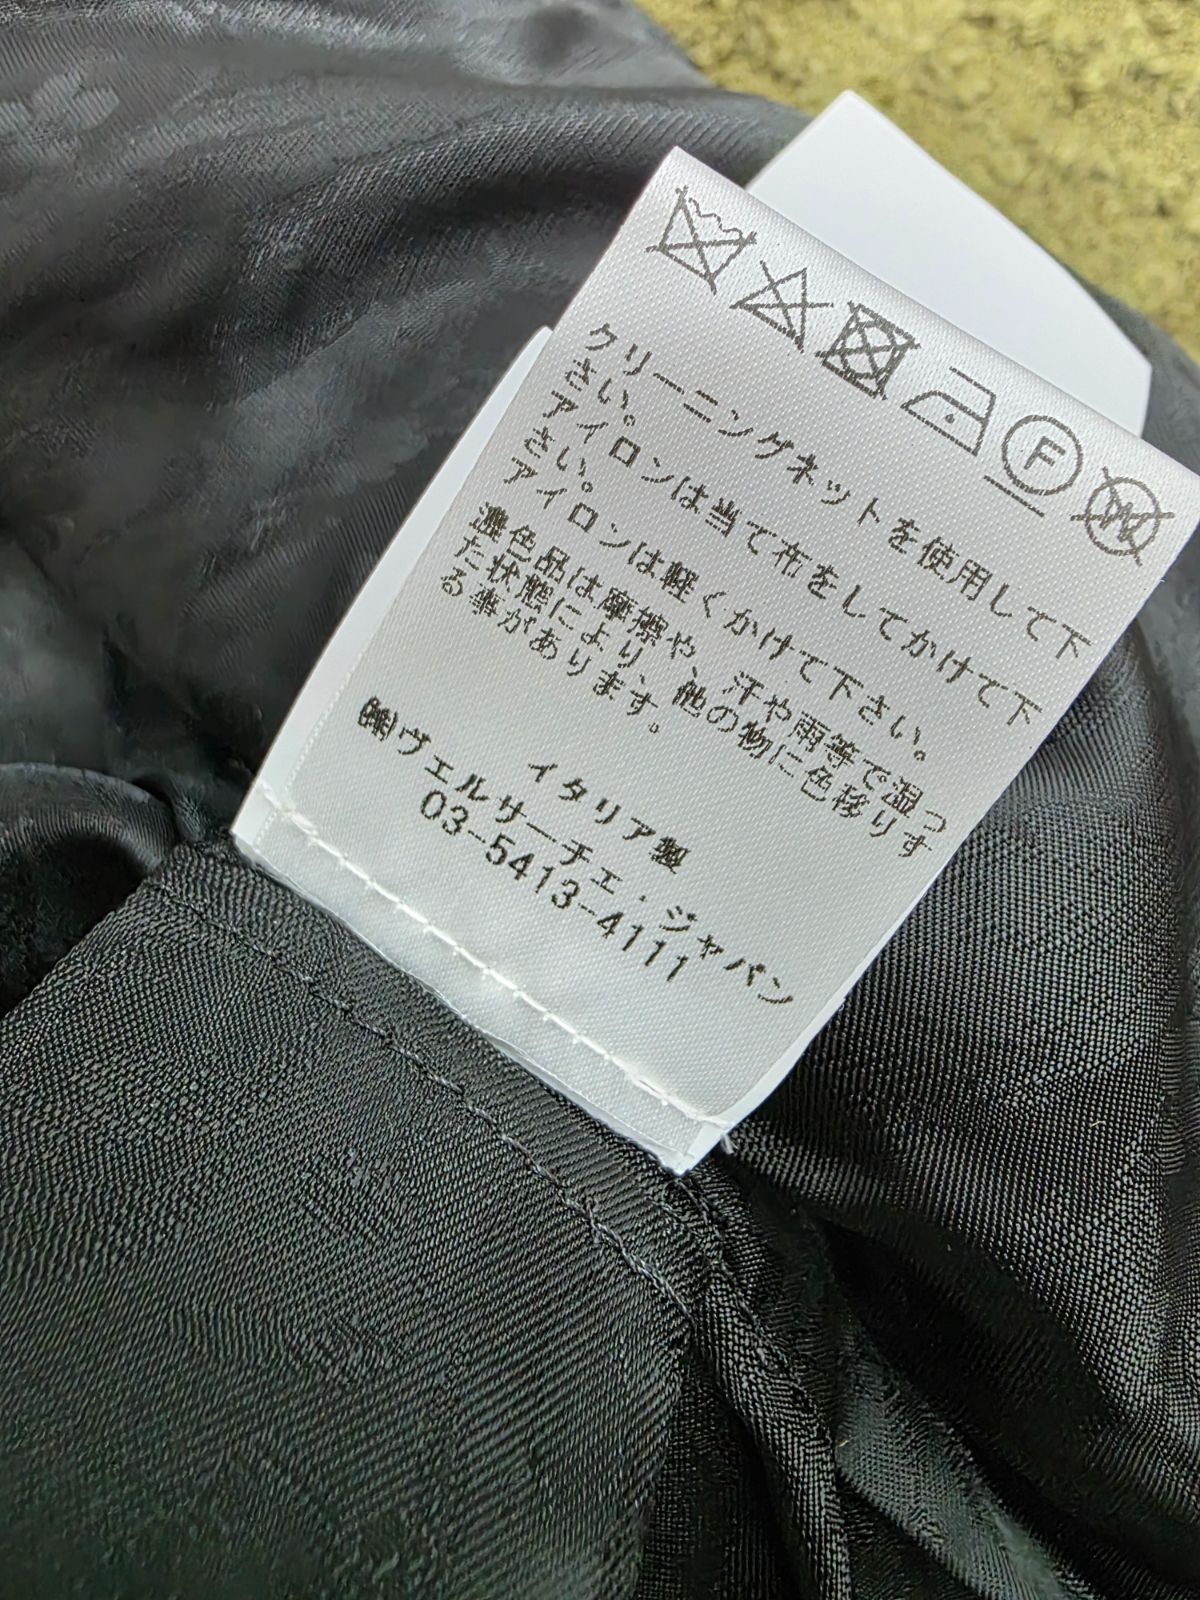 F
W
クリーニングネットを使用して下
さい。
アイロンは当て布をしてかけて下
さい。
アイロンは軽くかけて下さい。
濃色品は摩擦や、汗や雨等で湿っ
た状態により、他の物に色移りす
る事があります。
イタリア製
㈱ヴェルサーチェ・ジャパン
03-5413-4111